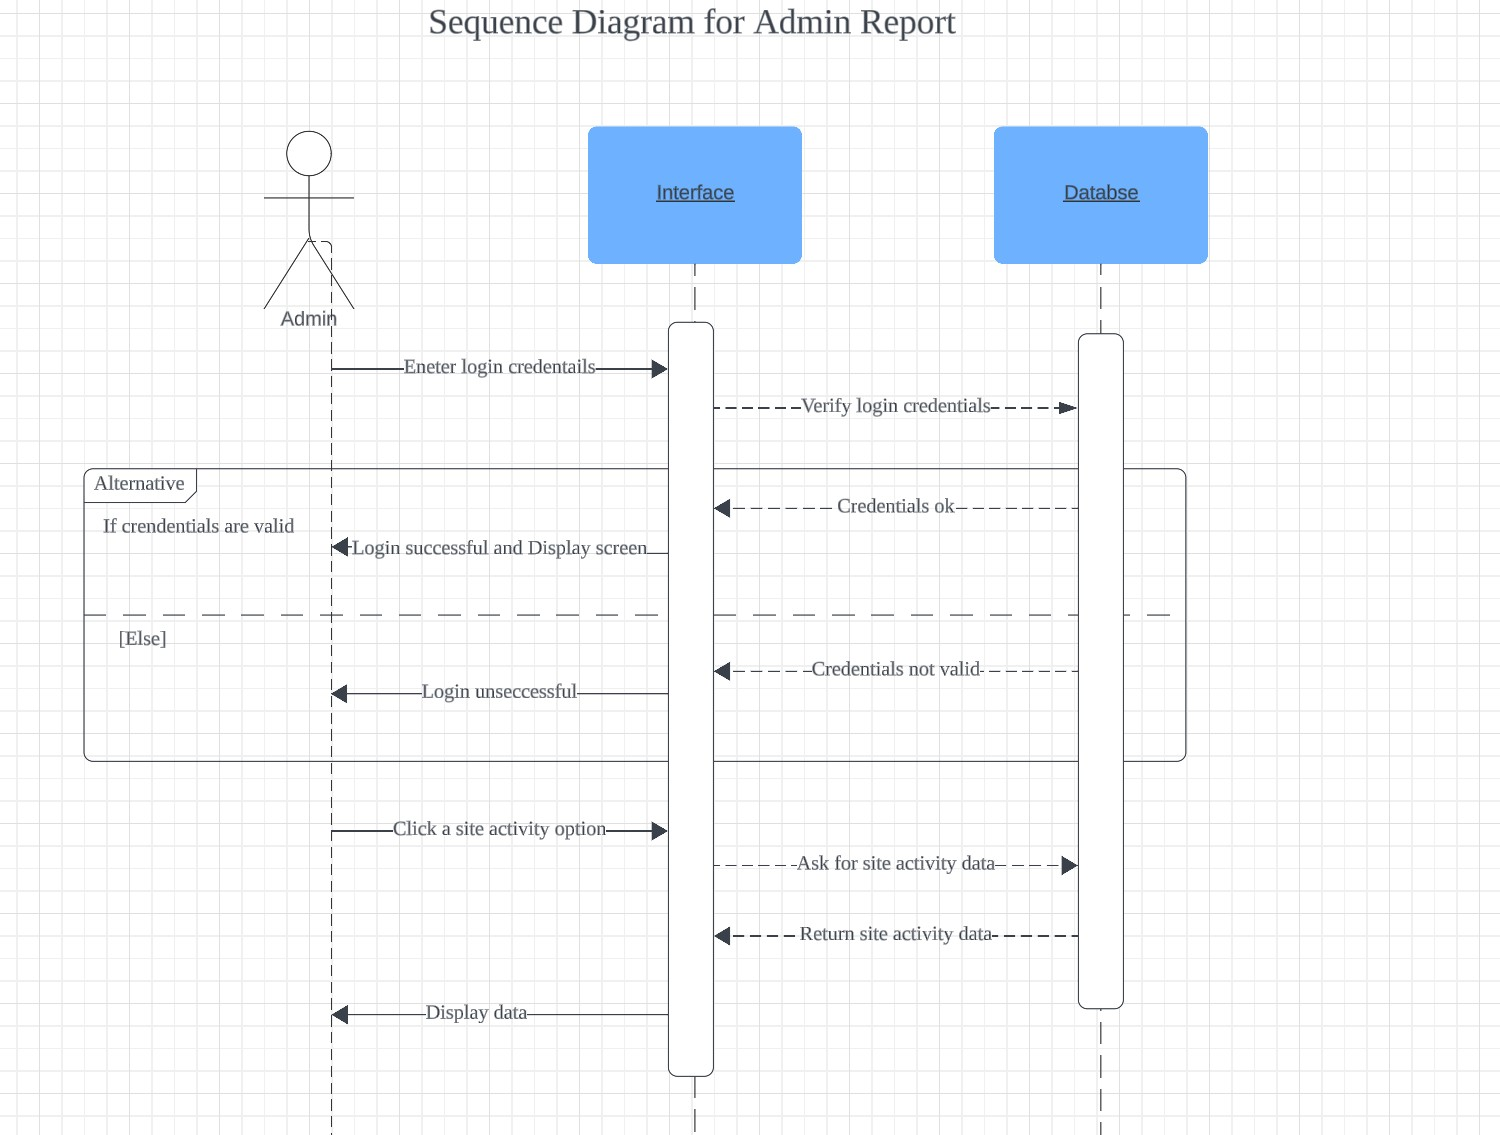 Sequence Diagram for Admin Report
Interface
Databse
Admin
Eneter login credentails
Verify login credentials
Alternative
Credentials ok
If crendentials are valid
Login successful and Display screen
[Else]
Credentials not valid
Login unseccessful
Click a site activity option
Ask for site activity data
Return site activity data
Display data